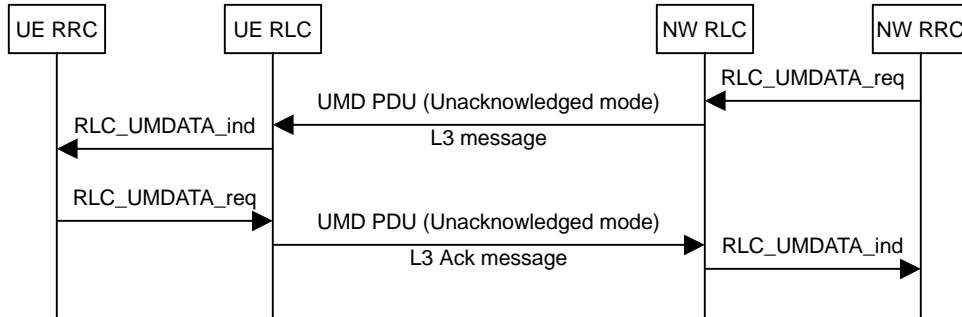 UE RRC
UE RLC
NW RLC
NW RRC
RLC_UMDATA_req
UMD PDU (Unacknowledged mode)
RLC_UMDATA_ind
L3 message
RLC_UMDATA_req
UMD PDU (Unacknowledged mode)
RLC_UMDATA_ind
L3 Ack message